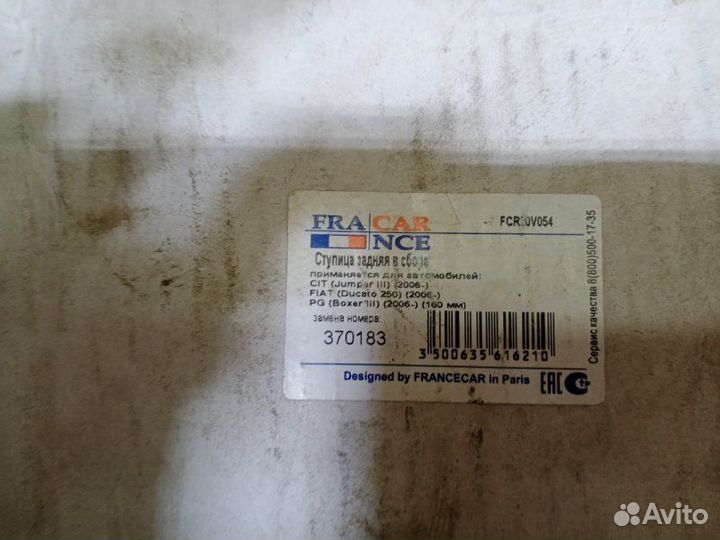 FRA CAR
NCE
FCR20V054
Ступица задняя в сборе
применяется для автомобилей:
CIT (Jumper III) (2006-)
FIAT (Ducato 250) (2006-)
PG (Boxer III) (2006-) (160 мм)
замена номера:
370183
3 500635 616210
Designed by FRANCECAR in Paris
EAC
Сервис качества 8(800)500-17-35
Avito